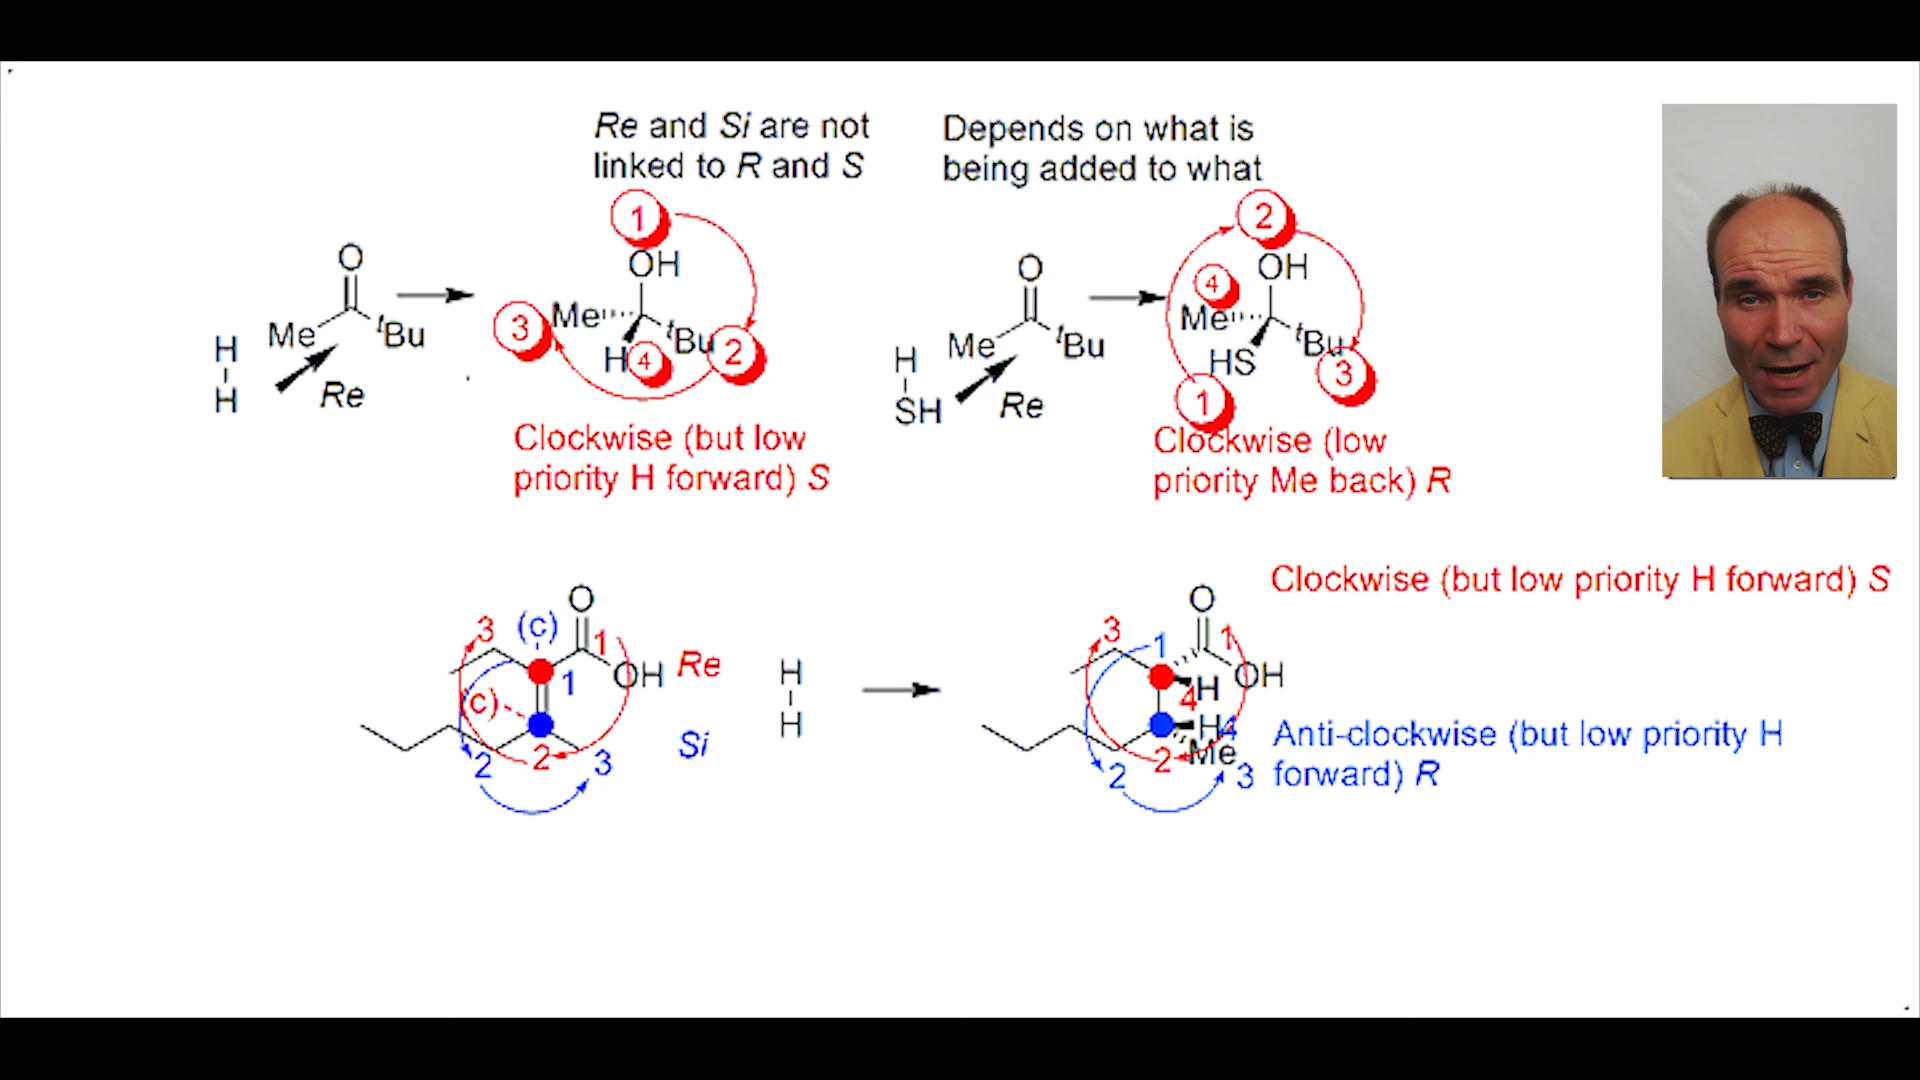 Re and Si are not
linked to R and S
Depends on what is
being added to what
1
OH
3
Me
tBu
2
H
4
O
Me
tBu
H
H
Re
Clockwise (but low
priority H forward) S
2
OH
4
Me
tBu
HS
3
1
O
Me
tBu
H
SH
Re
Clockwise (low
priority Me back) R
O
3
(c)
1
OH
Re
1
(c)
Si
2
2
3
H
H
O
3
1
1
OH
4
H
H
4
Me
2
2
3
Clockwise (but low priority H forward) S
Anti-clockwise (but low priority H
forward) R